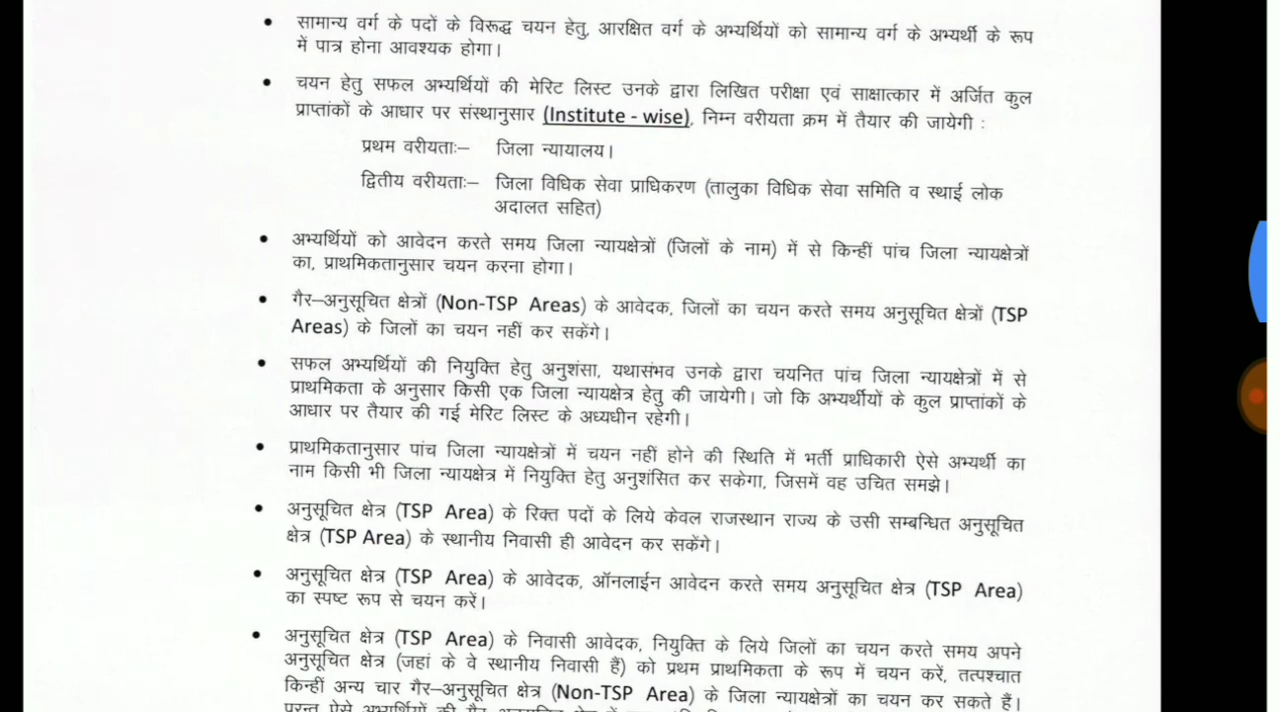 • सामान्य वर्ग के पदों के विरूद्ध चयन हेतु, आरक्षित वर्ग के अभ्यर्थियों को सामान्य वर्ग के अभ्यर्थी के रूप
में पात्र होना आवश्यक होगा।
• चयन हेतु सफल अभ्यर्थियों की मेरिट लिस्ट उनके द्वारा लिखित परीक्षा एवं साक्षात्कार में अर्जित कुल
प्राप्तांकों के आधार पर संस्थानुसार (Institute - wise), निम्न वरीयता क्रम में तैयार की जायेगी :
प्रथम वरीयताः– जिला न्यायालय।
द्वितीय वरीयताः– जिला विधिक सेवा प्राधिकरण (तालुका विधिक सेवा समिति व स्थाई लोक
अदालत सहित)
• अभ्यर्थियों को आवेदन करते समय जिला न्यायक्षेत्रों (जिलों के नाम) में से किन्हीं पांच जिला न्यायक्षेत्रों
का, प्राथमिकतानुसार चयन करना होगा।
• गैर–अनुसूचित क्षेत्रों (Non-TSP Areas) के आवेदक, जिलों का चयन करते समय अनुसूचित क्षेत्रों (TSP
Areas) के जिलों का चयन नहीं कर सकेंगे।
• सफल अभ्यर्थियों की नियुक्ति हेतु अनुशंसा, यथासंभव उनके द्वारा चयनित पांच जिला न्यायक्षेत्रों में से
प्राथमिकता के अनुसार किसी एक जिला न्यायक्षेत्र हेतु की जायेगी। जो कि अभ्यर्थीयों के कुल प्राप्तांकों के
आधार पर तैयार की गई मेरिट लिस्ट के अध्यधीन रहेगी।
• प्राथमिकतानुसार पांच जिला न्यायक्षेत्रों में चयन नहीं होने की स्थिति में भर्ती प्राधिकारी ऐसे अभ्यर्थी का
नाम किसी भी जिला न्यायक्षेत्र में नियुक्ति हेतु अनुशंसित कर सकेगा, जिसमें वह उचित समझे।
• अनुसूचित क्षेत्र (TSP Area) के रिक्त पदों के लिये केवल राजस्थान राज्य के उसी सम्बन्धित अनुसूचित
क्षेत्र (TSP Area) के स्थानीय निवासी ही आवेदन कर सकेंगे।
• अनुसूचित क्षेत्र (TSP Area) के आवेदक, ऑनलाईन आवेदन करते समय अनुसूचित क्षेत्र (TSP Area)
का स्पष्ट रूप से चयन करें।
• अनुसूचित क्षेत्र (TSP Area) के निवासी आवेदक, नियुक्ति के लिये जिलों का चयन करते समय अपने
अनुसूचित क्षेत्र (जहां के वे स्थानीय निवासी हैं) को प्रथम प्राथमिकता के रूप में चयन करें, तत्पश्चात
किन्हीं अन्य चार गैर–अनुसूचित क्षेत्र (Non-TSP Area) के जिला न्यायक्षेत्रों का चयन कर सकते हैं।
परन्तु ऐसे अभ्यर्थियों की गैर